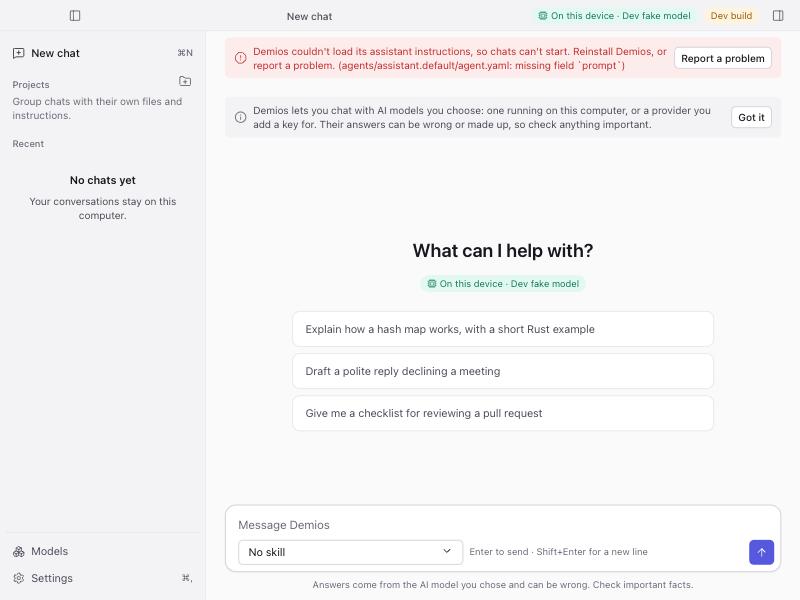 New chat
On this device · Dev fake model
Dev build
New chat
⌘N
Projects
Group chats with their own files and
instructions.
Recent
No chats yet
Your conversations stay on this
computer.
Models
Settings
⌘,
Demios couldn't load its assistant instructions, so chats can't start. Reinstall Demios, or
report a problem. (agents/assistant.default/agent.yaml: missing field `prompt`)
Report a problem
Demios lets you chat with AI models you choose: one running on this computer, or a provider you
add a key for. Their answers can be wrong or made up, so check anything important.
Got it
What can I help with?
On this device · Dev fake model
Explain how a hash map works, with a short Rust example
Draft a polite reply declining a meeting
Give me a checklist for reviewing a pull request
Message Demios
No skill
Enter to send · Shift+Enter for a new line
Answers come from the AI model you chose and can be wrong. Check important facts.